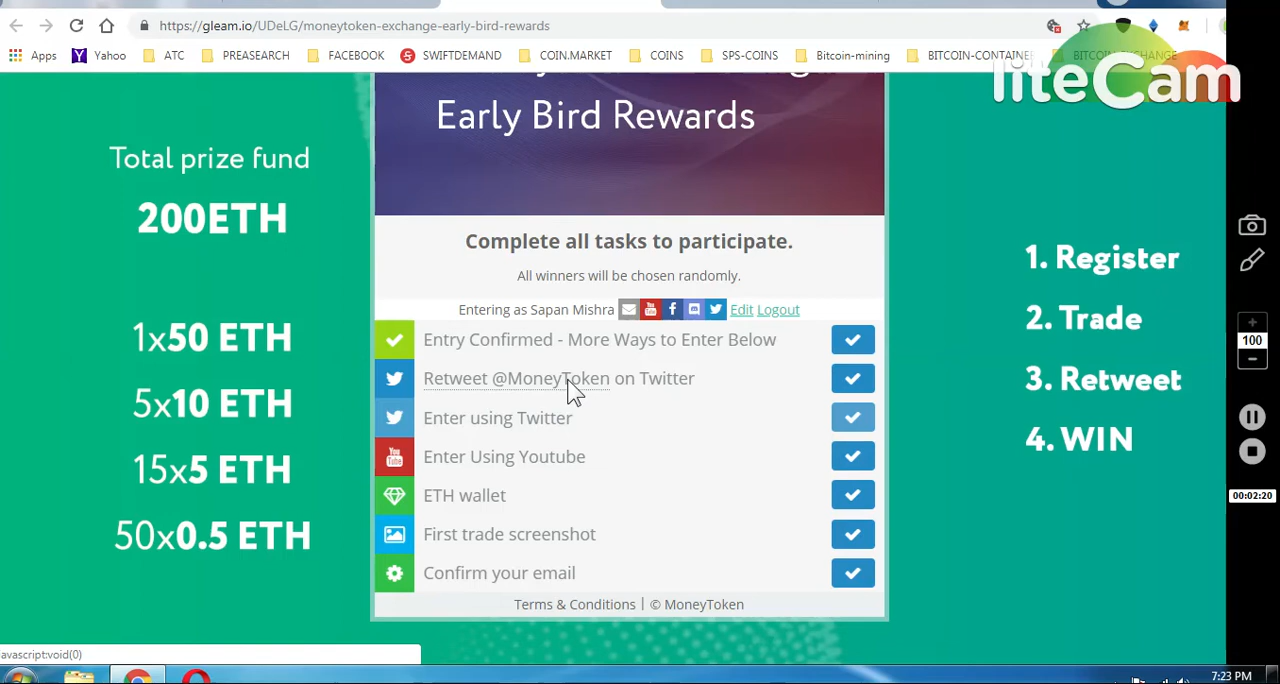 https://gleam.io/UDeLG/moneytoken-exchange-early-bird-rewards
Apps Yahoo ATC PREASEARCH FACEBOOK SWIFTDEMAND COIN.MARKET COINS SPS-COINS Bitcoin-mining BITCOIN-CONTAINE
liteCam
Early Bird Rewards
Total prize fund
200ETH
1x50 ETH
5x10 ETH
15x5 ETH
50x0.5 ETH
Complete all tasks to participate.
All winners will be chosen randomly.
Entering as Sapan Mishra Edit Logout
Entry Confirmed - More Ways to Enter Below
Retweet @MoneyToken on Twitter
Enter using Twitter
Enter Using Youtube
ETH wallet
First trade screenshot
Confirm your email
Terms & Conditions | © MoneyToken
1. Register
2. Trade
3. Retweet
4. WIN
100
00:02:20
avascript:void(0)
7:23 PM